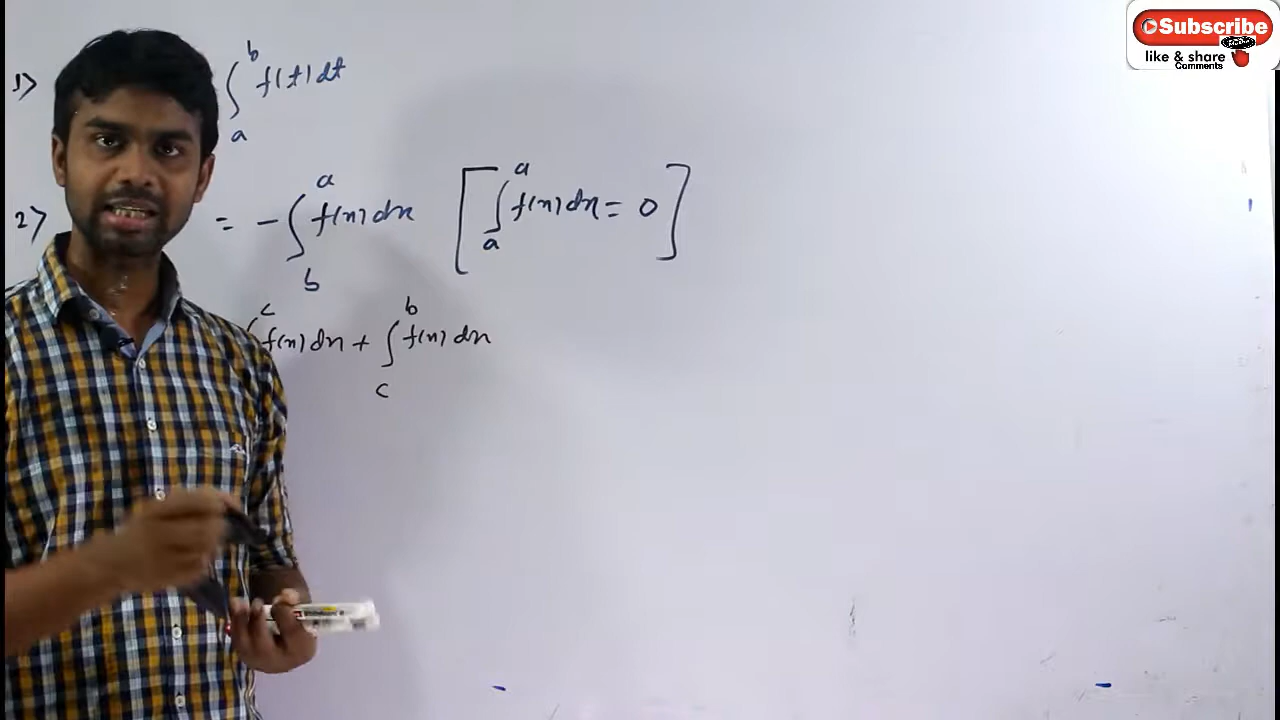 Subscribe
like & share
Comments
1> ∫_a^b f(t) dt
2> = - ∫_b^a f(x) dx [ ∫_a^a f(x) dx = 0 ]
∫^c f(x) dx + ∫_c^b f(x) dx